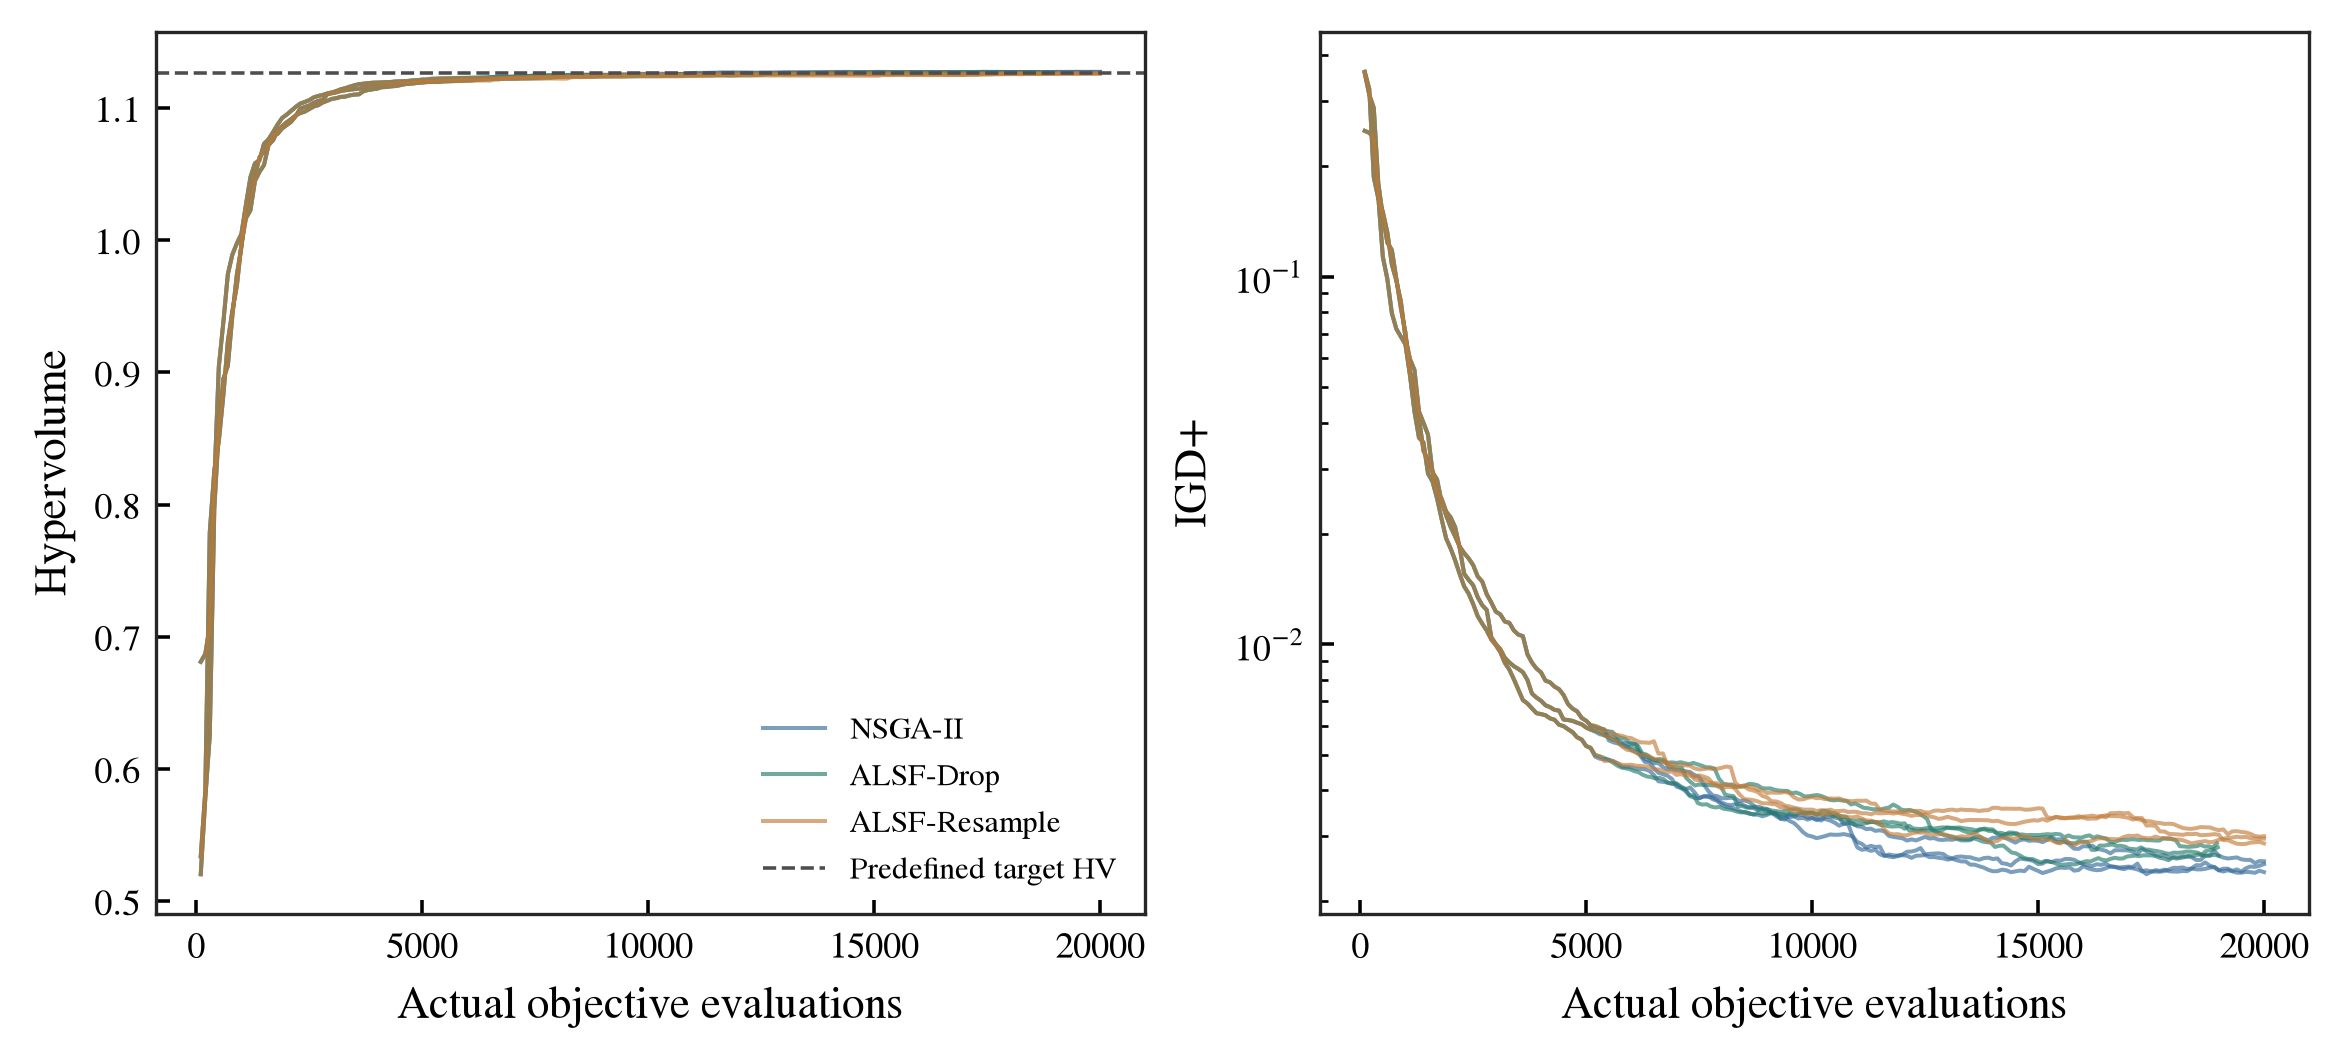 Hypervolume
1.1
1.0
0.9
0.8
0.7
0.6
0.5
0
5000
10000
15000
20000
Actual objective evaluations
NSGA-II
ALSF-Drop
ALSF-Resample
Predefined target HV
IGD+
10⁻¹
10⁻²
0
5000
10000
15000
20000
Actual objective evaluations